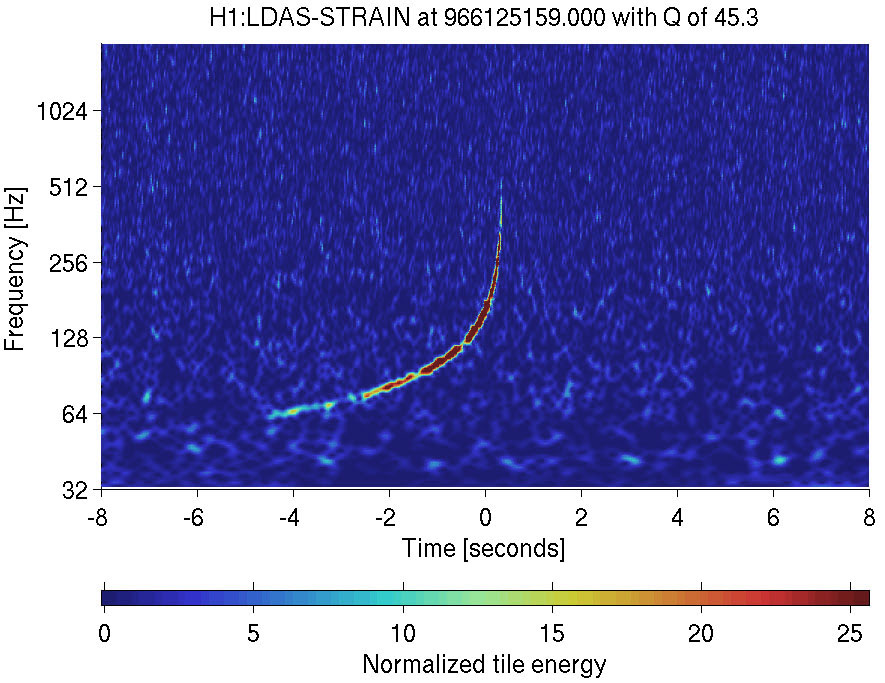 H1:LDAS-STRAIN at 966125159.000 with Q of 45.3
Frequency [Hz]
1024
512
256
128
64
32
-8 -6 -4 -2 0 2 4 6 8
Time [seconds]
0 5 10 15 20 25
Normalized tile energy